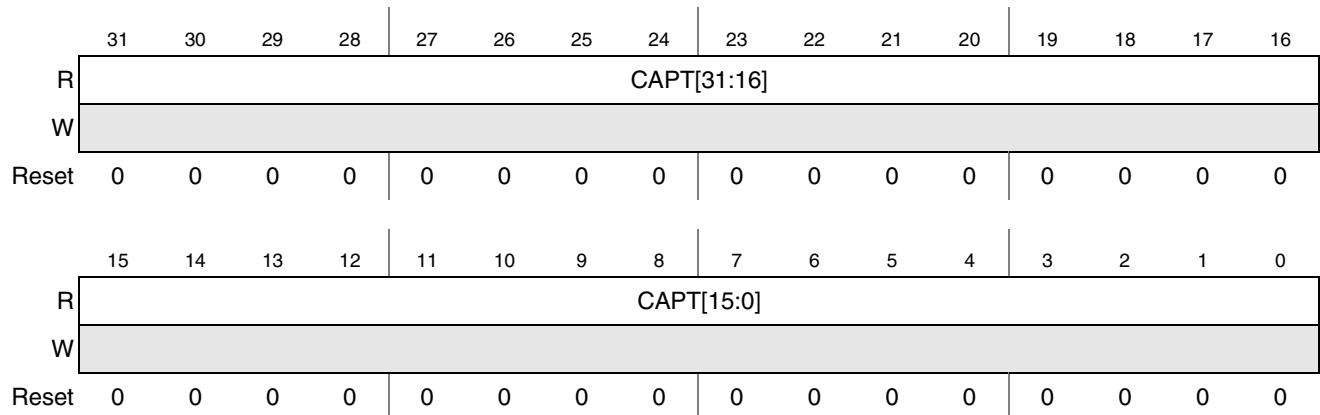 31 30 29 28 27 26 25 24 23 22 21 20 19 18 17 16
R CAPT[31:16]
W
Reset 0 0 0 0 0 0 0 0 0 0 0 0 0 0 0 0
15 14 13 12 11 10 9 8 7 6 5 4 3 2 1 0
R CAPT[15:0]
W
Reset 0 0 0 0 0 0 0 0 0 0 0 0 0 0 0 0